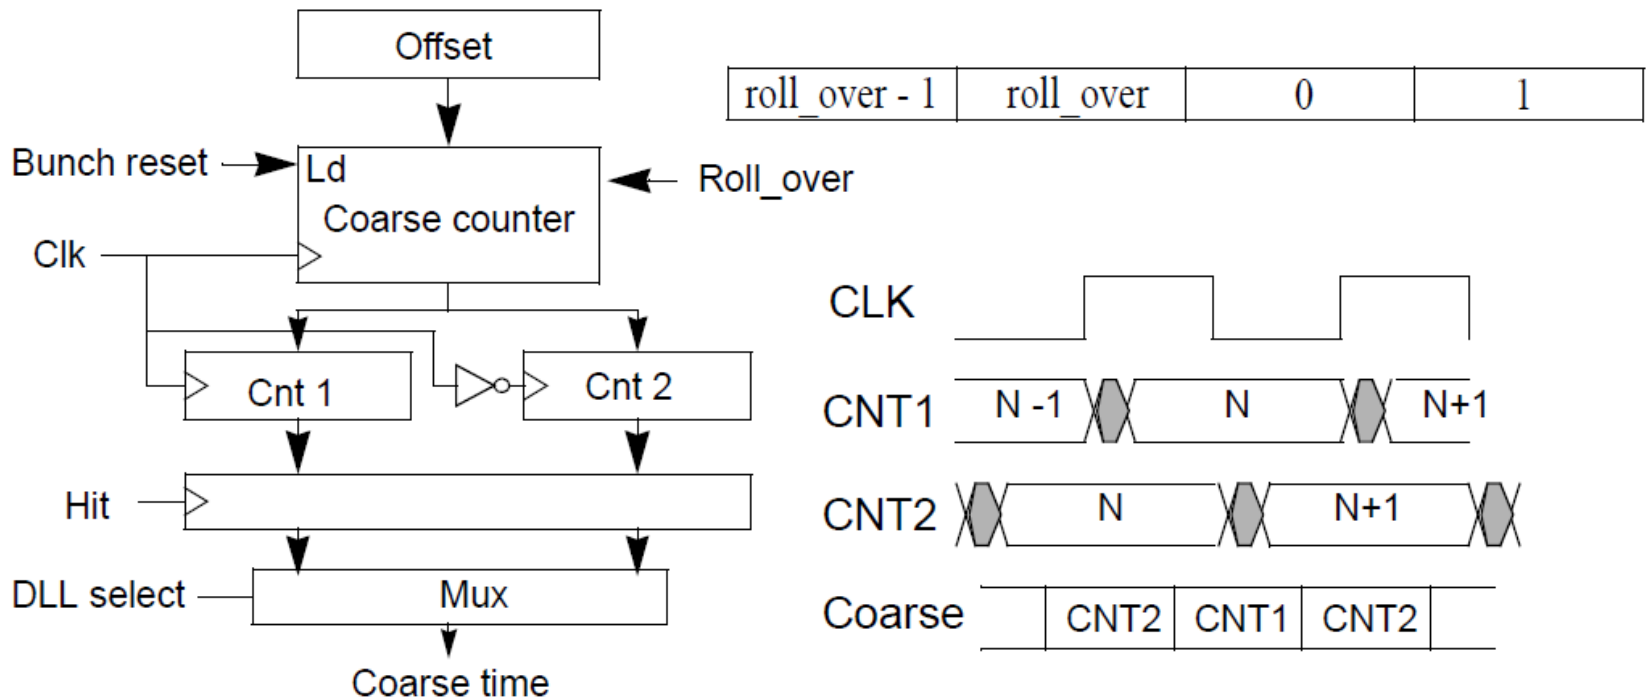 Offset
roll_over - 1 roll_over 0 1
Bunch reset
Ld
Roll_over
Coarse counter
Clk
Cnt 1
Cnt 2
Hit
DLL select
Mux
Coarse time
CLK
CNT1 N -1 N N+1
CNT2 N N+1
Coarse CNT2 CNT1 CNT2